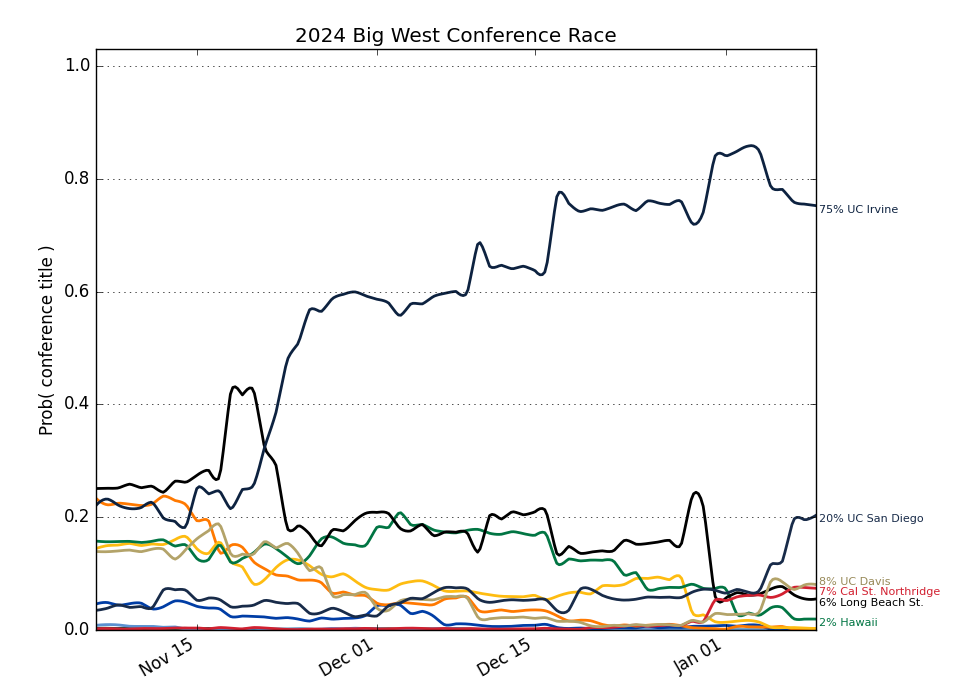 2024 Big West Conference Race
Prob( conference title )
1.0
0.8
0.6
0.4
0.2
0.0
75% UC Irvine
20% UC San Diego
8% UC Davis
7% Cal St. Northridge
6% Long Beach St.
2% Hawaii
Nov 15
Dec 01
Dec 15
Jan 01